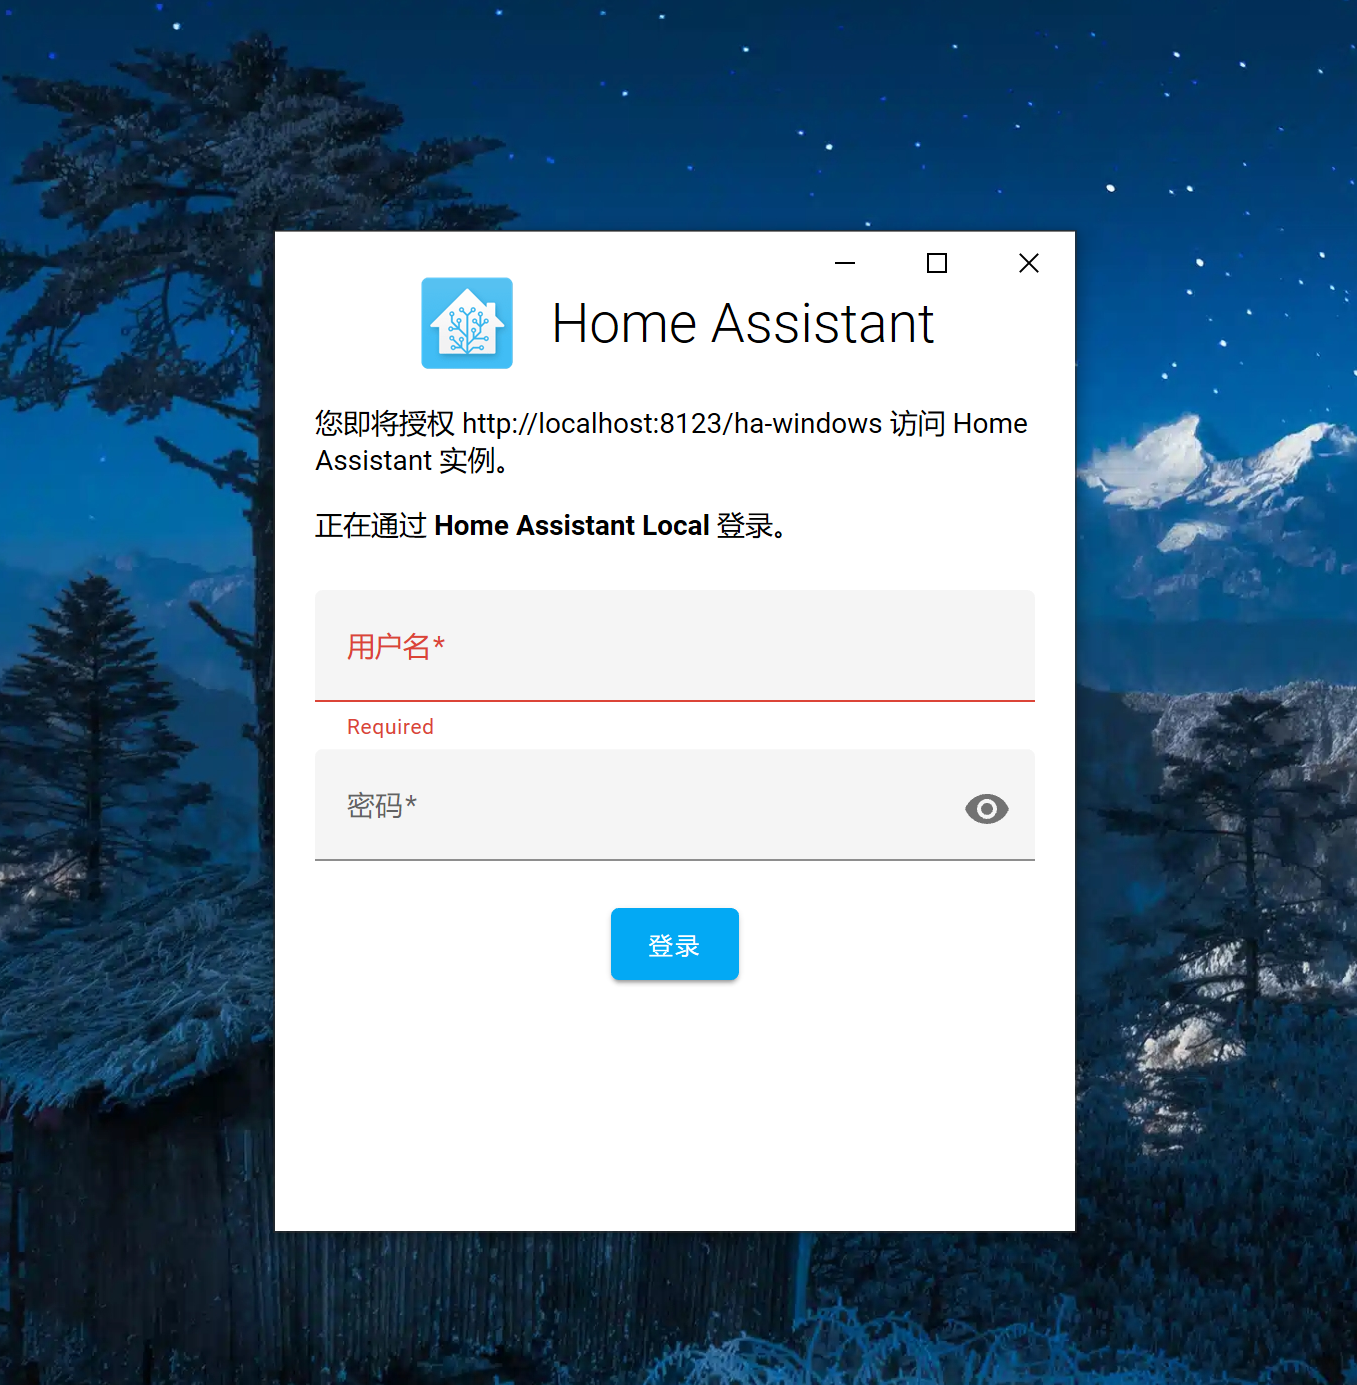 Home Assistant
您即将授权 http://localhost:8123/ha-windows 访问 Home
Assistant 实例。
正在通过 Home Assistant Local 登录。
用户名*
Required
密码*
登录